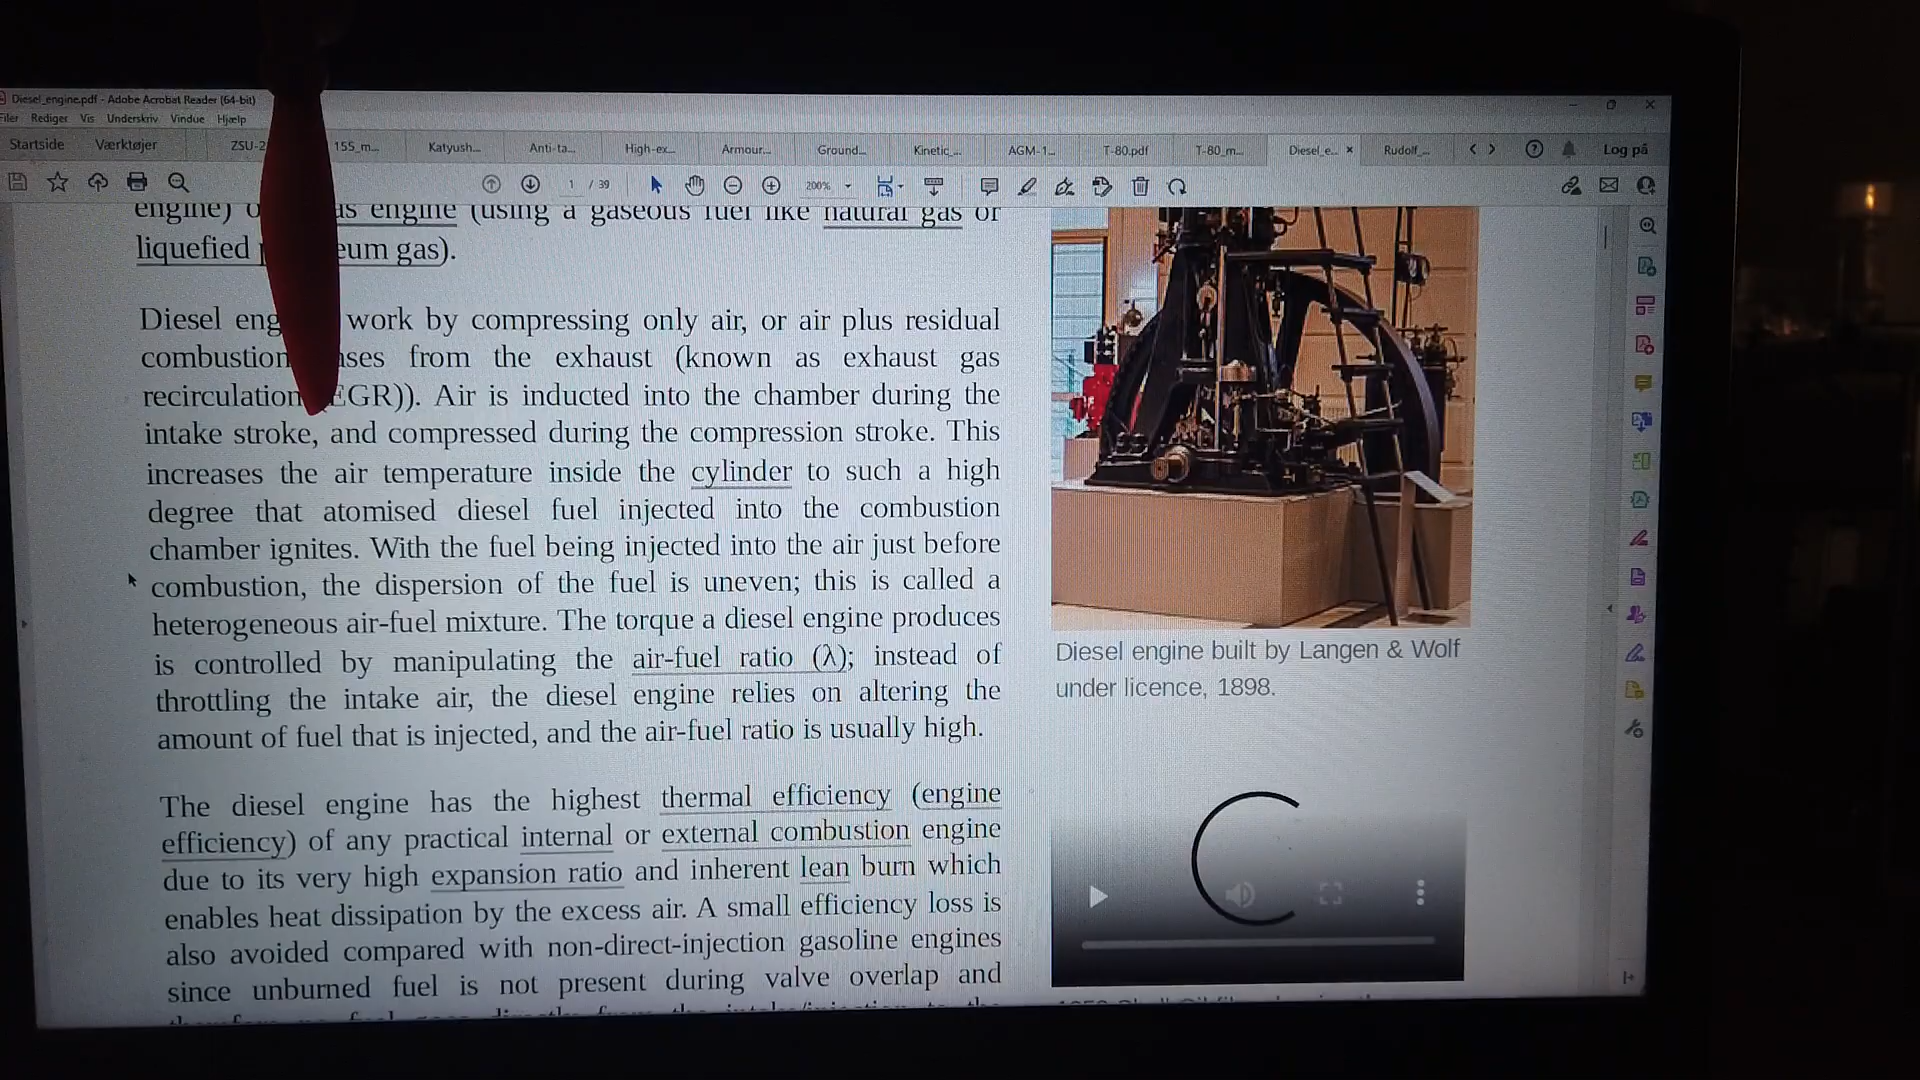 Diesel_engine.pdf - Adobe Acrobat Reader (64-bit)
Filer Rediger Vis Underskriv Vindue Hjælp
Startside Værktøjer ZSU-2 155_m... Katyush... Anti-ta... High-ex... Armour... Ground... Kinetic_... AGM-1... T-80.pdf T-80_m... Diesel_e... × Rudolf_... Log på
1 / 39 200%
engine) as engine (using a gaseous fuel like natural gas or
liquefied eum gas).
Diesel eng work by compressing only air, or air plus residual
combustion ses from the exhaust (known as exhaust gas
recirculation EGR)). Air is inducted into the chamber during the
intake stroke, and compressed during the compression stroke. This
increases the air temperature inside the cylinder to such a high
degree that atomised diesel fuel injected into the combustion
chamber ignites. With the fuel being injected into the air just before
combustion, the dispersion of the fuel is uneven; this is called a
heterogeneous air-fuel mixture. The torque a diesel engine produces
is controlled by manipulating the air-fuel ratio (λ); instead of
throttling the intake air, the diesel engine relies on altering the
amount of fuel that is injected, and the air-fuel ratio is usually high.
The diesel engine has the highest thermal efficiency (engine
efficiency) of any practical internal or external combustion engine
due to its very high expansion ratio and inherent lean burn which
enables heat dissipation by the excess air. A small efficiency loss is
also avoided compared with non-direct-injection gasoline engines
since unburned fuel is not present during valve overlap and
Diesel engine built by Langen & Wolf
under licence, 1898.